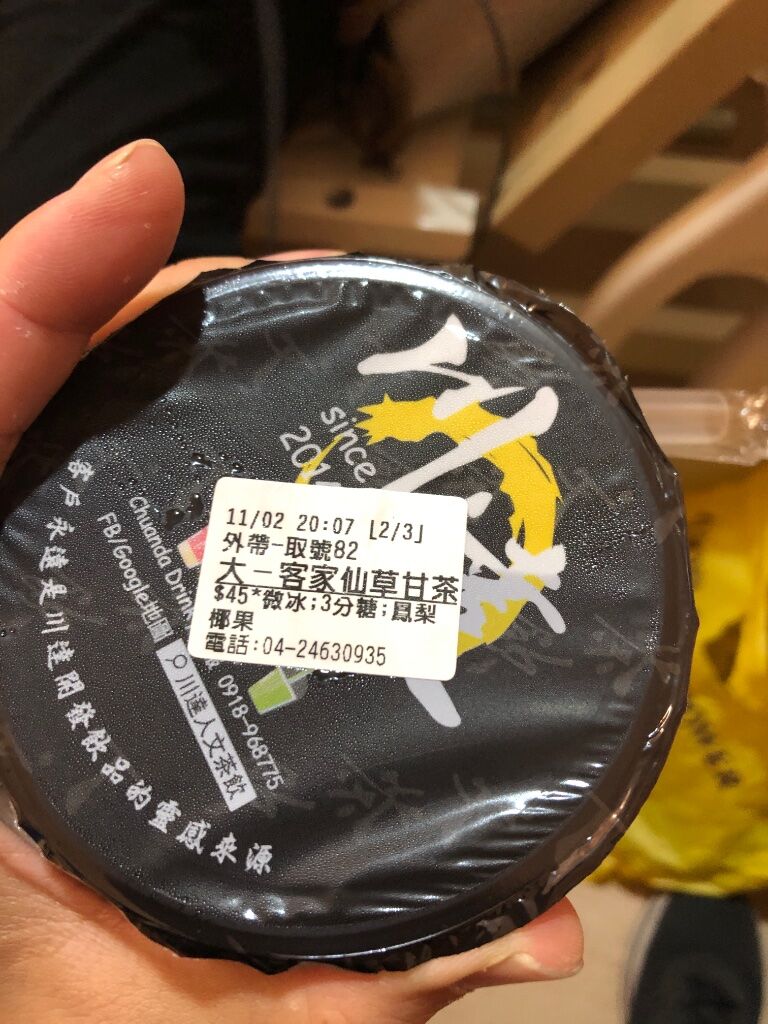 since
201
11/02 20:07 [2/3]
外帶-取號82
大－客家仙草甘茶
$45*微冰;3分糖;鳳梨
椰果
電話:04-24630935
Chuanda Drin
0918-968775
FB/Google地圖
川達人文茶飲
客戶永遠是川達開發飲品的靈感來源